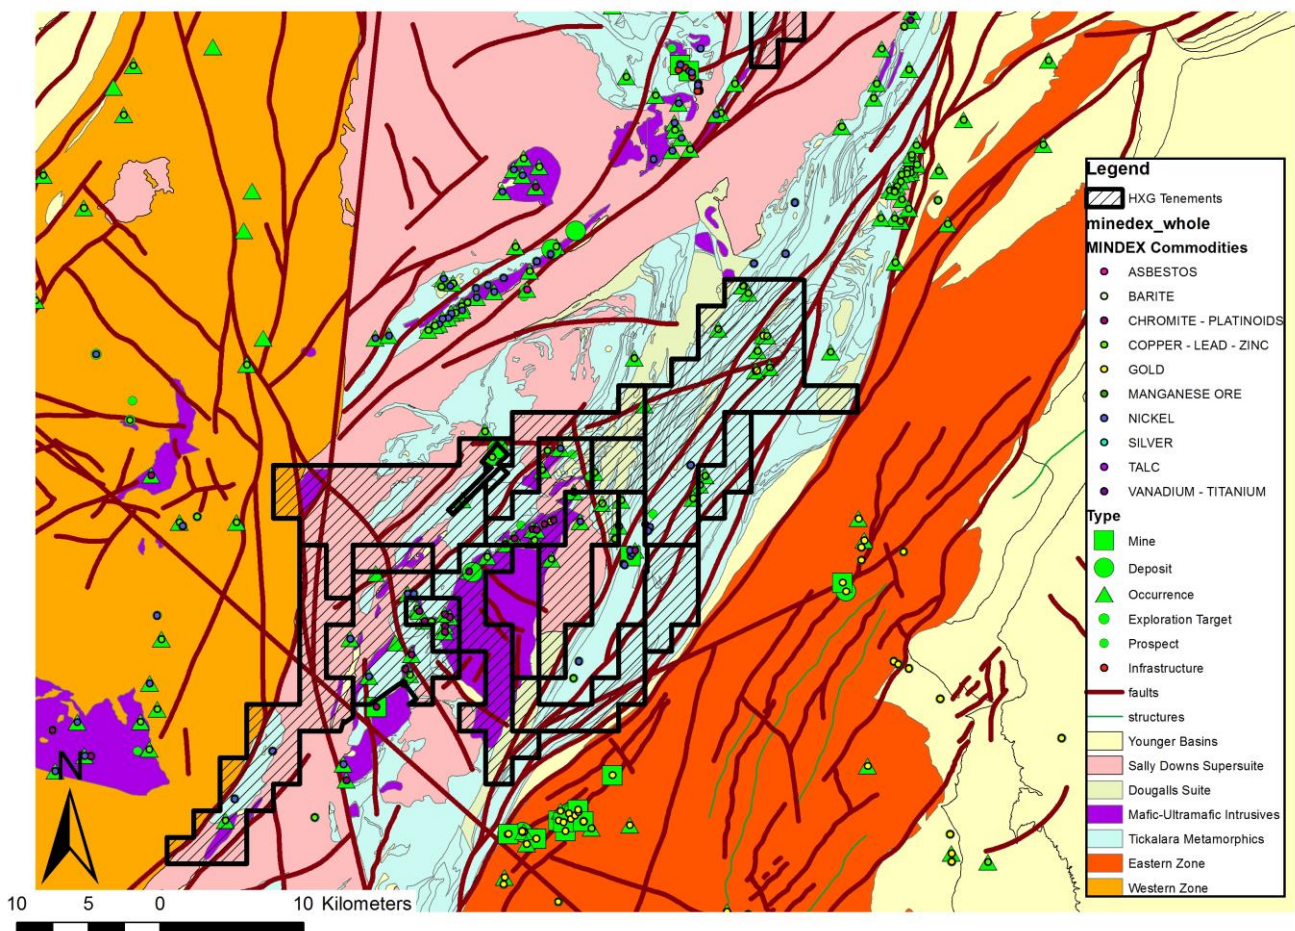 Legend
HXG Tenements
minedex_whole
MINDEX Commodities
ASBESTOS
BARITE
CHROMITE - PLATINOIDS
COPPER - LEAD - ZINC
GOLD
MANGANESE ORE
NICKEL
SILVER
TALC
VANADIUM - TITANIUM
Type
Mine
Deposit
Occurrence
Exploration Target
Prospect
Infrastructure
faults
structures
Younger Basins
Sally Downs Supersuite
Dougalls Suite
Mafic-Ultramafic Intrusives
Tickalara Metamorphics
Eastern Zone
Western Zone
N
10 5 0 10 Kilometers